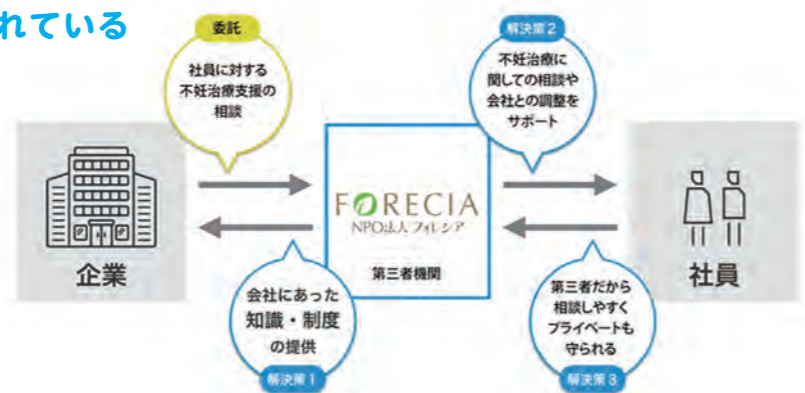 れている
委託
社員に対する
不妊治療支援の
相談
解決策2
不妊治療に
関しての相談や
会社との調整を
サポート
企業
FORECIA
NPO法人フォレシア
第三者機関
社員
会社にあった
知識・制度
の提供
解決策1
第三者だから
相談しやすく
プライベートも
守られる
解決策3